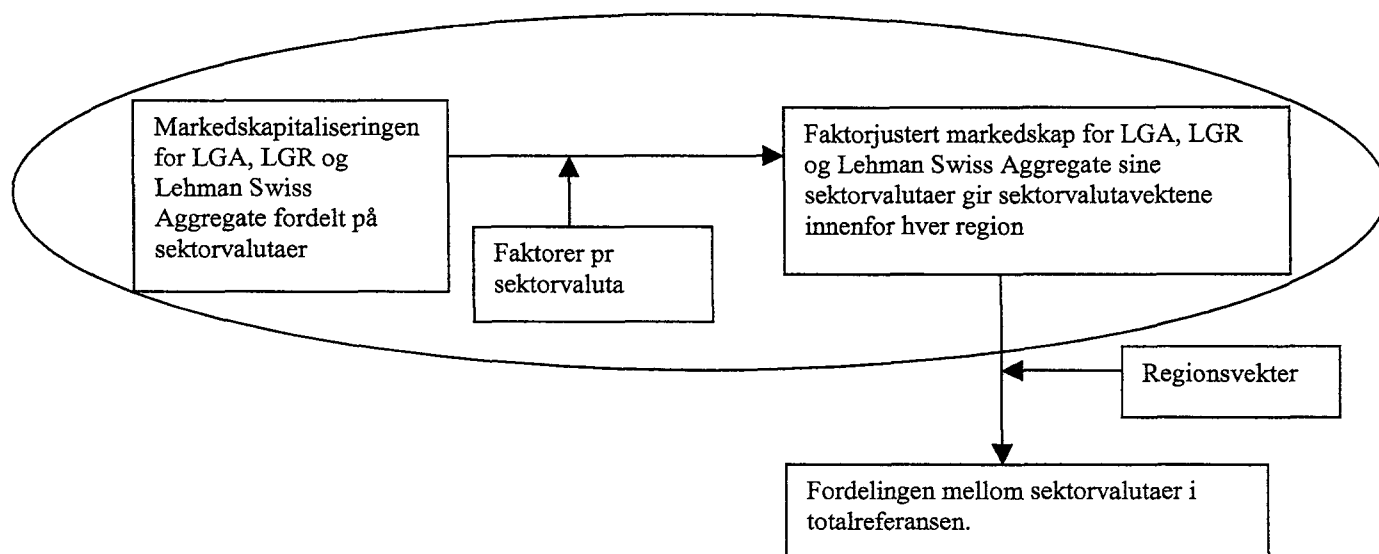 Markedskapitaliseringen
for LGA, LGR og
Lehman Swiss
Aggregate fordelt på
sektorvalutaer
Faktorer pr
sektorvaluta
Faktorjustert markedskap for LGA, LGR
og Lehman Swiss Aggregate sine
sektorvalutaer gir sektorvalutavektene
innenfor hver region
Regionsvekter
Fordelingen mellom sektorvalutaer i
totalreferansen.